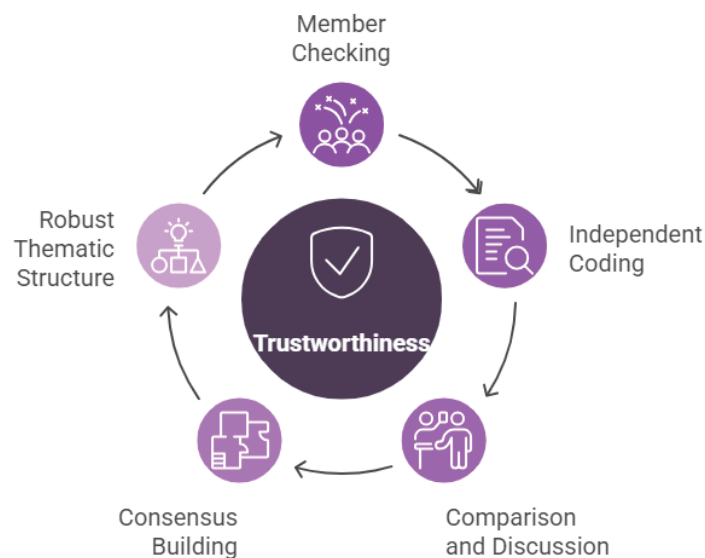 Member
Checking
Independent
Coding
Comparison
and Discussion
Consensus
Building
Robust
Thematic
Structure
Trustworthiness